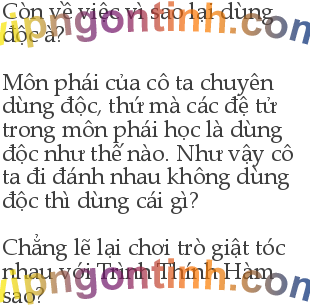 Còn về việc vì sao lại dùng
độc à?
Môn phái của cô ta chuyên
dùng độc, thứ mà các đệ tử
trong môn phái học là dùng
độc như thế nào. Như vậy cô
ta đi đánh nhau không dùng
độc thì dùng cái gì?
Chẳng lẽ lại chơi trò giật tóc
nhau với Trình Thánh Hàm
sao?
vipngontinh.com
vipngontinh.com